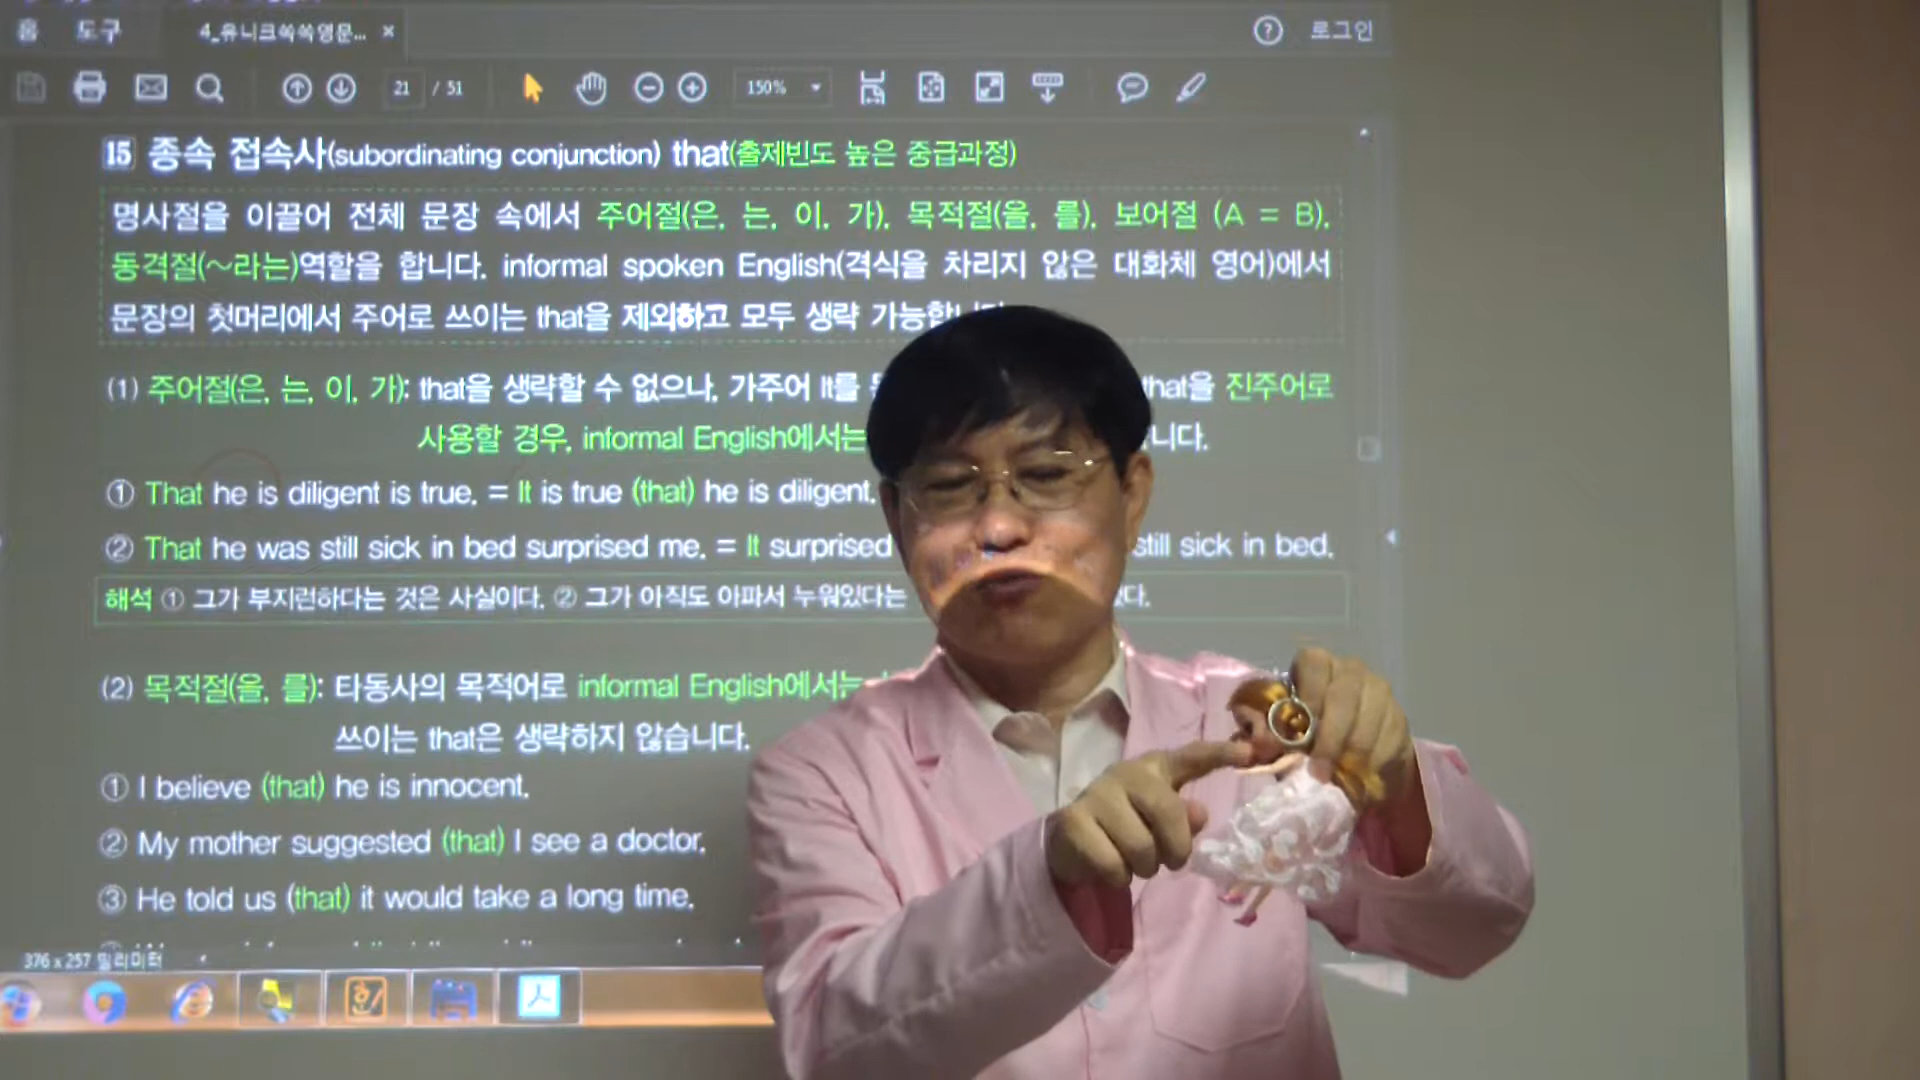 홈 도구 4_유니크쏙쏙영문... × ? 로그인
21 / 51 150%
15 종속 접속사(subordinating conjunction) that(출제빈도 높은 중급과정)
명사절을 이끌어 전체 문장 속에서 주어절(은, 는, 이, 가), 목적절(을, 를), 보어절 (A = B),
동격절(～라는)역할을 합니다. informal spoken English(격식을 차리지 않은 대화체 영어)에서
문장의 첫머리에서 주어로 쓰이는 that을 제외하고 모두 생략 가능합니다
(1) 주어절(은, 는, 이, 가): that을 생략할 수 없으나, 가주어 It를 that을 진주어로
사용할 경우, informal English에서는 니다.
① That he is diligent is true. = It is true (that) he is diligent.
② That he was still sick in bed surprised me. = It surprised still sick in bed.
해석 ① 그가 부지런하다는 것은 사실이다. ② 그가 아직도 아파서 누워있다는 다.
(2) 목적절(을, 를): 타동사의 목적어로 informal English에서는
쓰이는 that은 생략하지 않습니다.
① I believe (that) he is innocent.
② My mother suggested (that) I see a doctor.
③ He told us (that) it would take a long time.
376 x 257 밀리미터